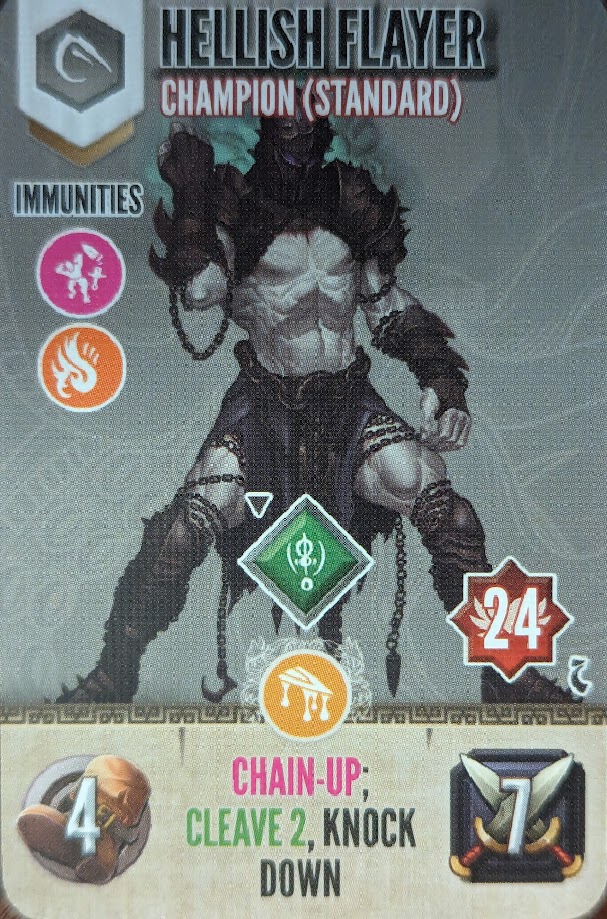 HELLISH FLAYER
CHAMPION (STANDARD)
IMMUNITIES
24
4
CHAIN-UP;
CLEAVE 2, KNOCK
DOWN
7